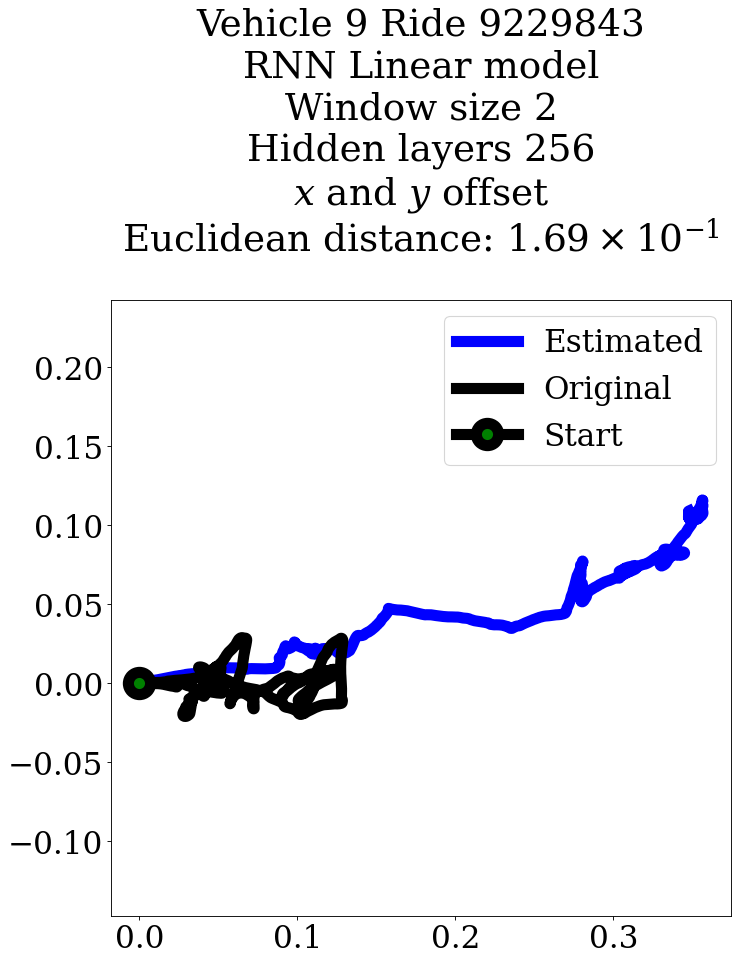 Vehicle 9 Ride 9229843
RNN Linear model
Window size 2
Hidden layers 256
x and y offset
Euclidean distance: 1.69 × 10⁻¹
Estimated
Original
Start
0.20
0.15
0.10
0.05
0.00
−0.05
−0.10
0.0 0.1 0.2 0.3